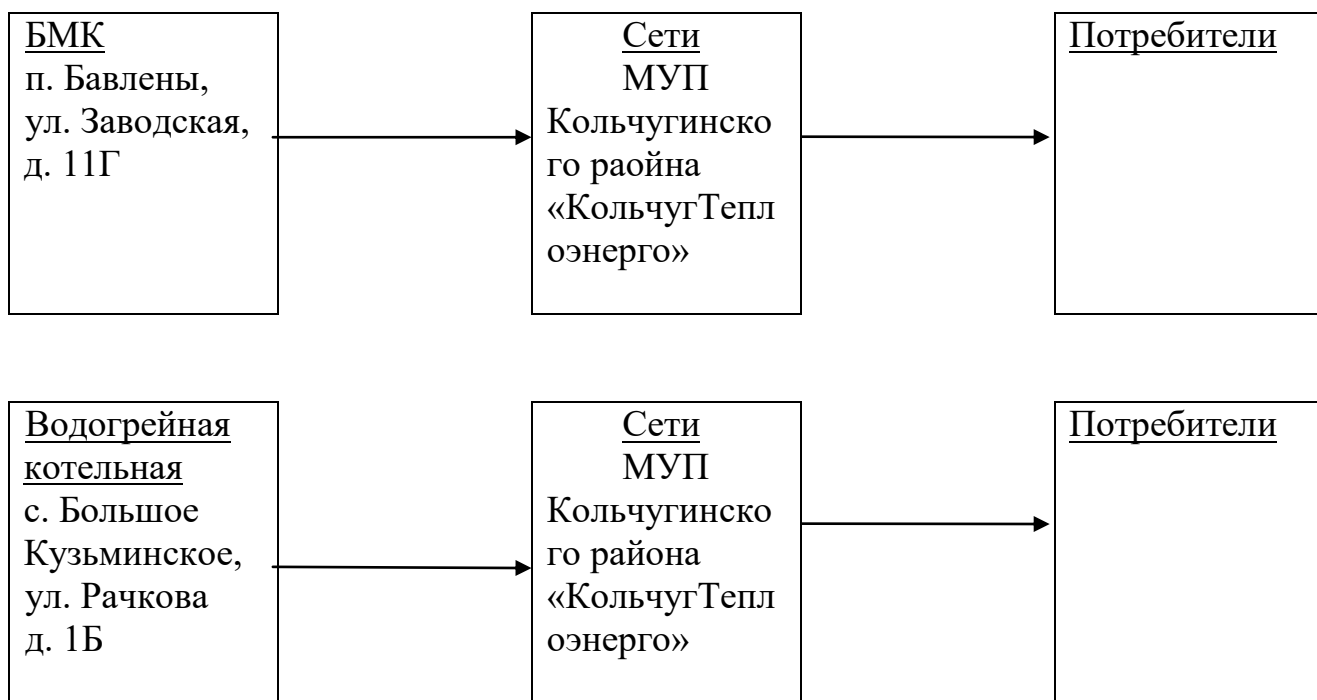 БМК
п. Бавлены,
ул. Заводская,
д. 11Г
Сети
МУП
Кольчугинско
го раойна
«КольчугТепл
оэнерго»
Потребители
Водогрейная
котельная
с. Большое
Кузьминское,
ул. Рачкова
д. 1Б
Сети
МУП
Кольчугинско
го района
«КольчугТепл
оэнерго»
Потребители